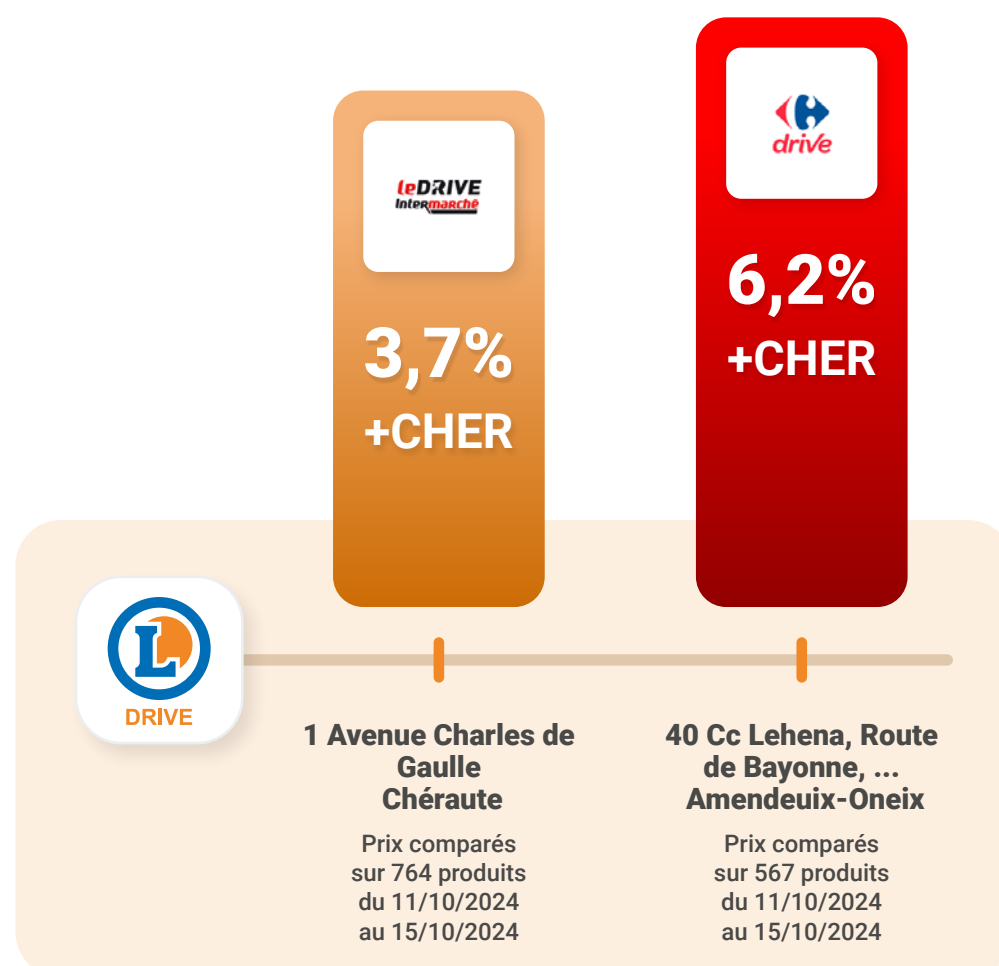 leDRIVE
Intermarché
3,7%
+CHER
drive
6,2%
+CHER
L
DRIVE
1 Avenue Charles de
Gaulle
Chéraute
Prix comparés
sur 764 produits
du 11/10/2024
au 15/10/2024
40 Cc Lehena, Route
de Bayonne, ...
Amendeuix-Oneix
Prix comparés
sur 567 produits
du 11/10/2024
au 15/10/2024